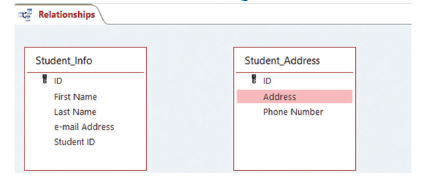 Relationships
Student_Info
ID
First Name
Last Name
e-mail Address
Student ID
Student_Address
ID
Address
Phone Number